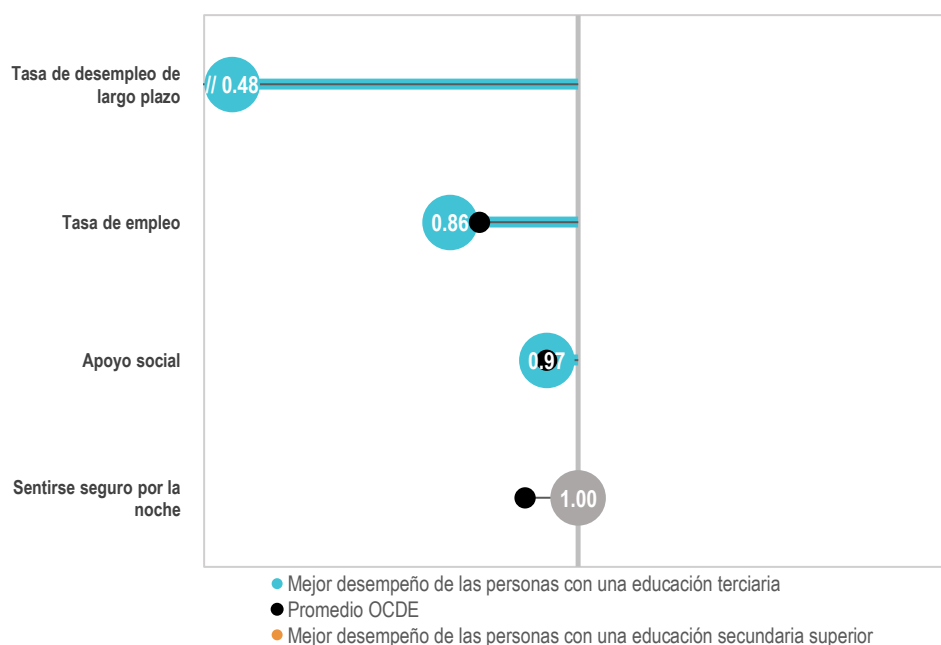 Tasa de desempleo de
largo plazo
// 0.48
Tasa de empleo
0.86
Apoyo social
0.97
Sentirse seguro por la
noche
1.00
Mejor desempeño de las personas con una educación terciaria
Promedio OCDE
Mejor desempeño de las personas con una educación secundaria superior